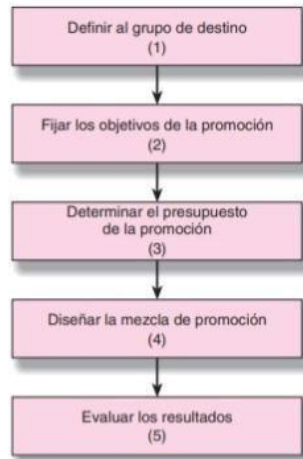 Definir al grupo de destino
(1)
Fijar los objetivos de la promoción
(2)
Determinar el presupuesto
de la promoción
(3)
Diseñar la mezcla de promoción
(4)
Evaluar los resultados
(5)